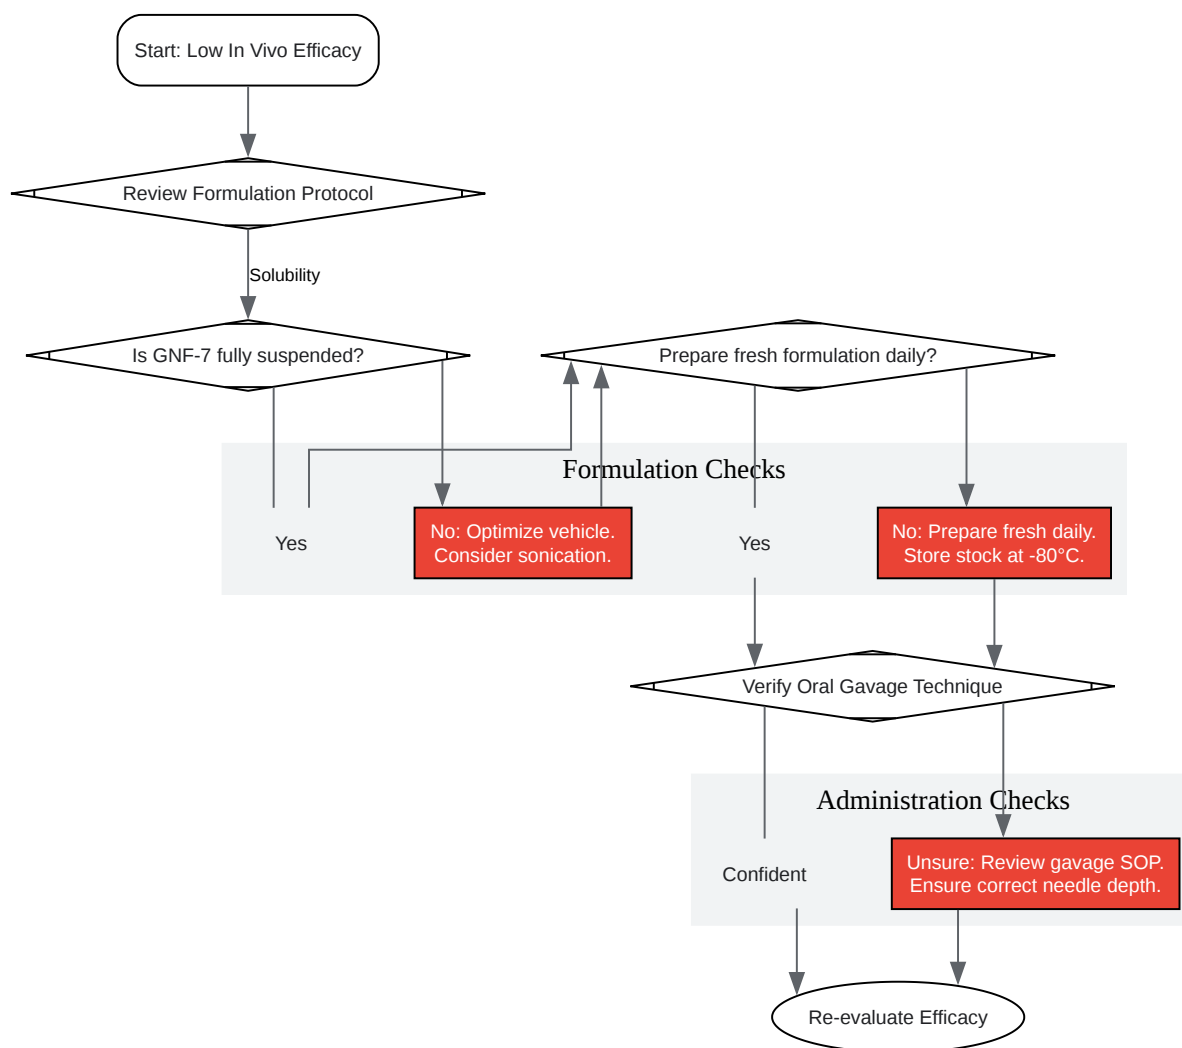 Start: Low In Vivo Efficacy
Review Formulation Protocol
Solubility
Is GNF-7 fully suspended?
Prepare fresh formulation daily?
Formulation Checks
Yes
No: Optimize vehicle.
Consider sonication.
Yes
No: Prepare fresh daily.
Store stock at -80°C.
Verify Oral Gavage Technique
Administration Checks
Confident
Unsure: Review gavage SOP.
Ensure correct needle depth.
Re-evaluate Efficacy